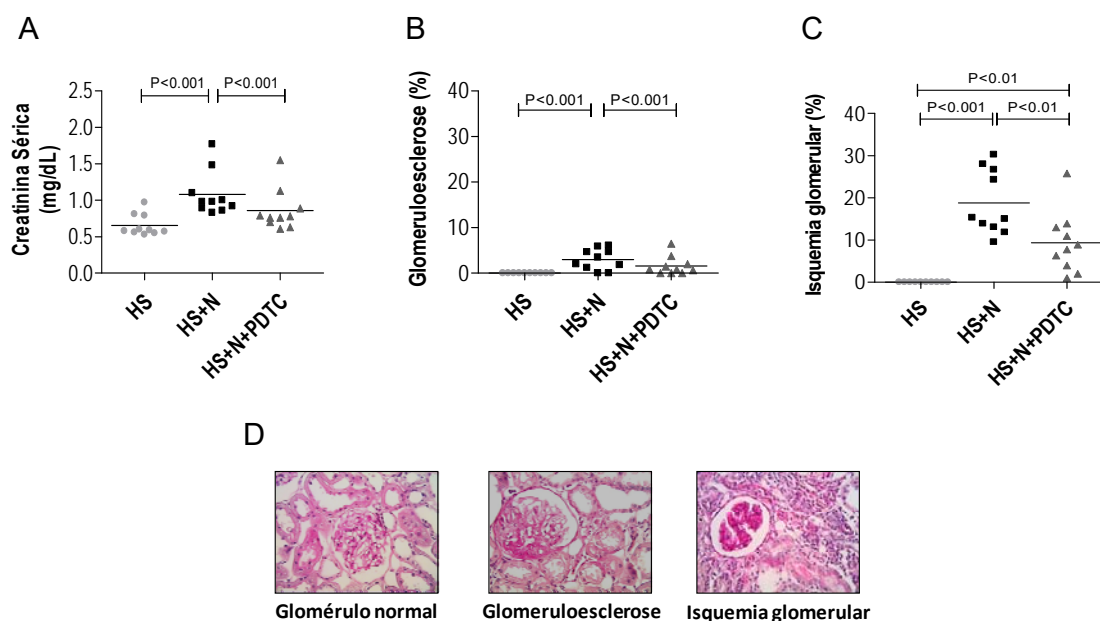 A
Creatinina Sérica
(mg/dL)
2.5
2.0
1.5
1.0
0.5
0.0
P<0.001
P<0.001
HS
HS+N
HS+N+PDTC
B
Glomeruloesclerose (%)
40
30
20
10
0
P<0.001
P<0.001
HS
HS+N
HS+N+PDTC
C
Isquemia glomerular (%)
40
30
20
10
0
P<0.01
P<0.001
P<0.01
HS
HS+N
HS+N+PDTC
D
Glomérulo normal
Glomeruloesclerose
Isquemia glomerular